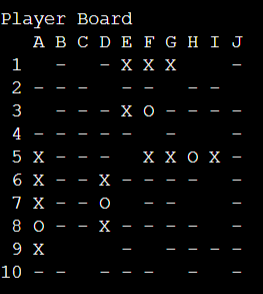 Player Board
   A B C D E F G H I J
 1   -   - X X X     -
 2 - - -   - -   - -
 3   - - - X O - - - -
 4 - - - - -   -     -
 5 X - - -   X X O X -
 6 X - - X - - - -   -
 7 X - - O   - -     -
 8 O - - X - - - -   -
 9 X       -   - - - -
10 - -   - -   - -   -